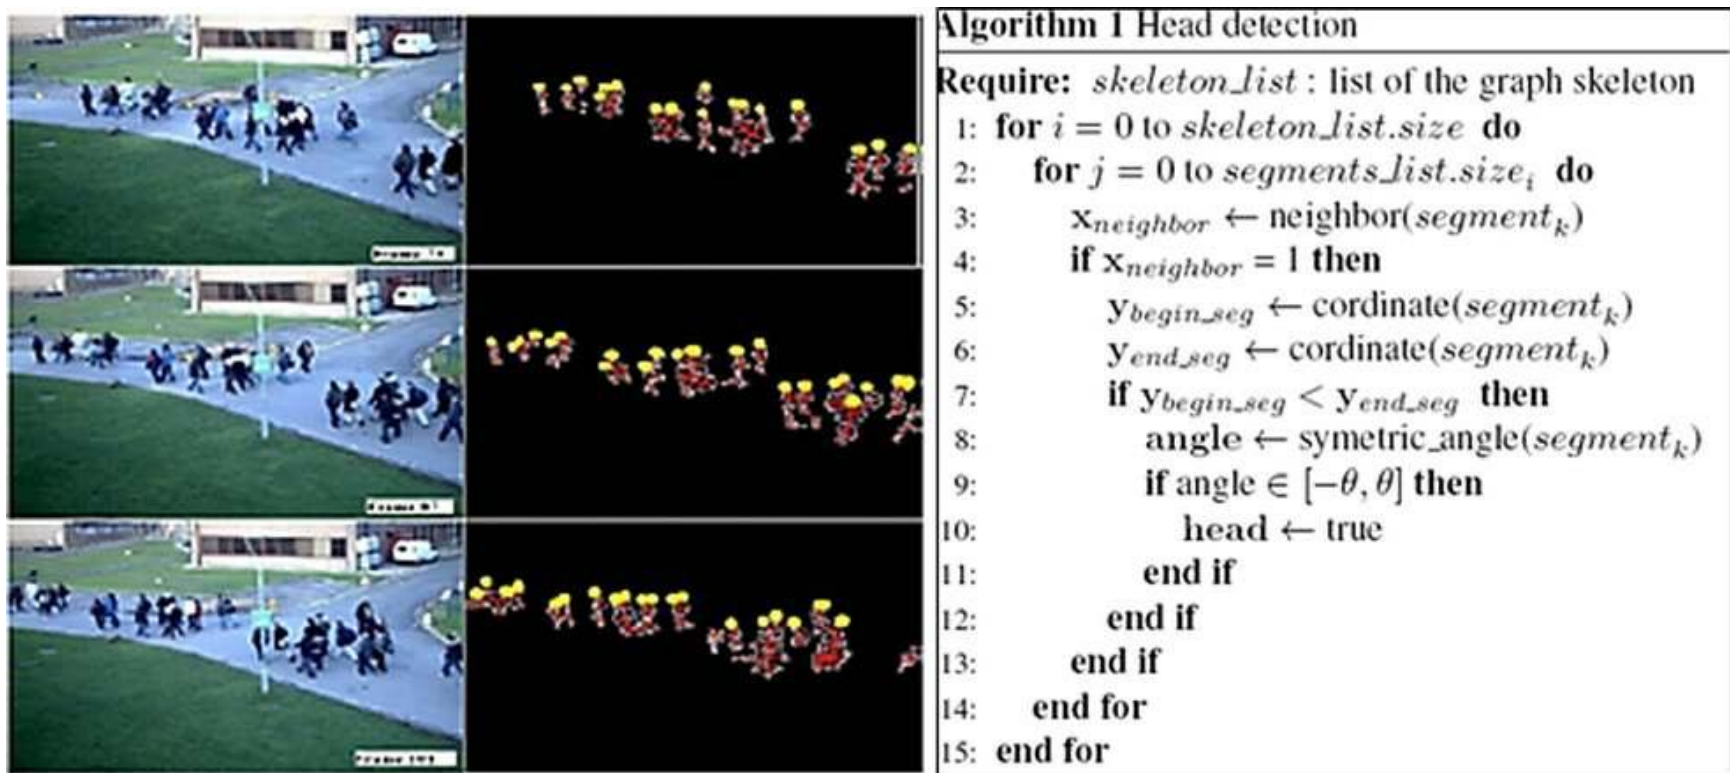 Algorithm 1 Head detection
Require: skeleton_list : list of the graph skeleton
1: for i = 0 to skeleton_list.size do
2: for j = 0 to segments_list.size_i do
3: x_neighbor ← neighbor(segment_k)
4: if x_neighbor = 1 then
5: y_begin_seg ← cordinate(segment_k)
6: y_end_seg ← cordinate(segment_k)
7: if y_begin_seg < y_end_seg then
8: angle ← symetric_angle(segment_k)
9: if angle ∈ [−θ, θ] then
10: head ← true
11: end if
12: end if
13: end if
14: end for
15: end for